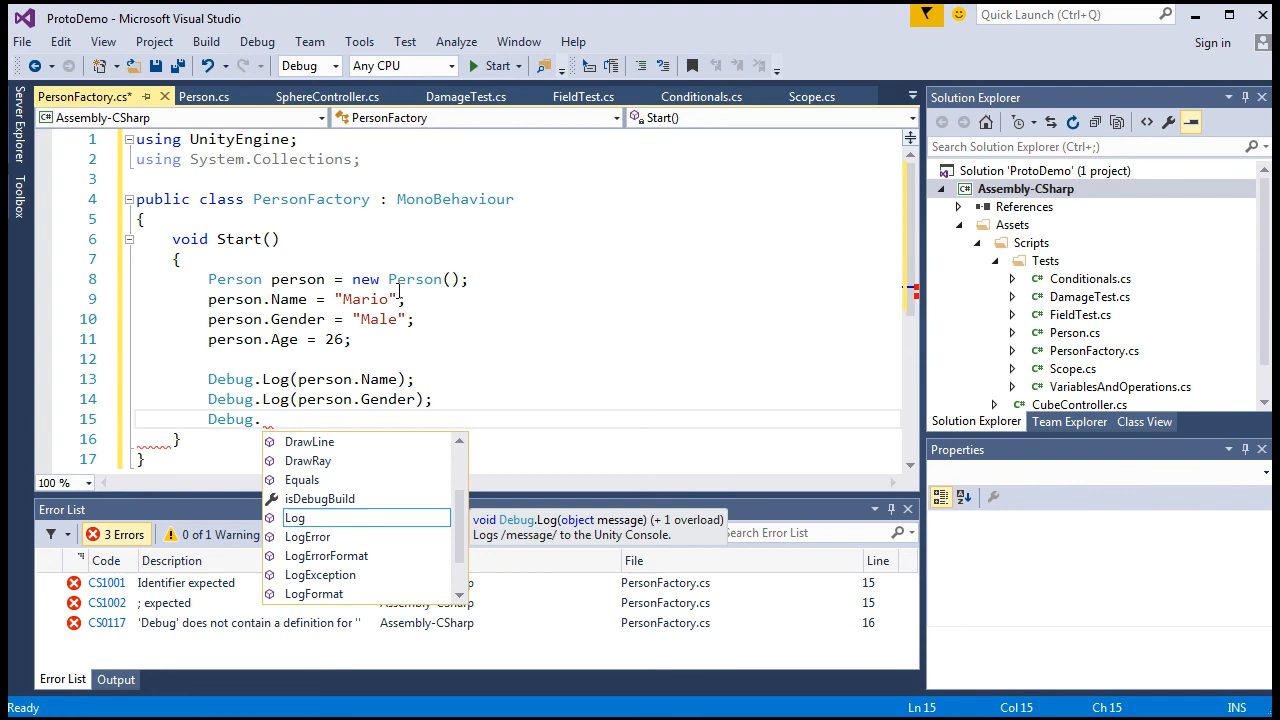 ProtoDemo - Microsoft Visual Studio
Quick Launch (Ctrl+Q)
File Edit View Project Build Debug Team Tools Test Analyze Window Help
Sign in
Debug Any CPU Start
Server Explorer
Toolbox
PersonFactory.cs* Person.cs SphereController.cs DamageTest.cs FieldTest.cs Conditionals.cs Scope.cs
Assembly-CSharp PersonFactory Start()
1 using UnityEngine;
2 using System.Collections;
3
4 public class PersonFactory : MonoBehaviour
5 {
6 void Start()
7 {
8 Person person = new Person();
9 person.Name = "Mario";
10 person.Gender = "Male";
11 person.Age = 26;
12
13 Debug.Log(person.Name);
14 Debug.Log(person.Gender);
15 Debug.
16 }
17 }
DrawLine
DrawRay
Equals
isDebugBuild
Log
LogError
LogErrorFormat
LogException
LogFormat
void Debug.Log(object message) (+ 1 overload)
Logs /message/ to the Unity Console.
100 %
Error List
3 Errors 0 of 1 Warning
Search Error List
Code File Line
CS1001 Identifier expected Assembly-CSharp PersonFactory.cs 15
CS1002 ; expected Assembly-CSharp PersonFactory.cs 15
CS0117 'Debug' does not contain a definition for '' Assembly-CSharp PersonFactory.cs 16
Error List Output
Solution Explorer
Search Solution Explorer (Ctrl+;)
Solution 'ProtoDemo' (1 project)
Assembly-CSharp
References
Assets
Scripts
Tests
Conditionals.cs
DamageTest.cs
FieldTest.cs
Person.cs
PersonFactory.cs
Scope.cs
VariablesAndOperations.cs
CubeController.cs
Solution Explorer Team Explorer Class View
Properties
Ready Ln 15 Col 15 Ch 15 INS